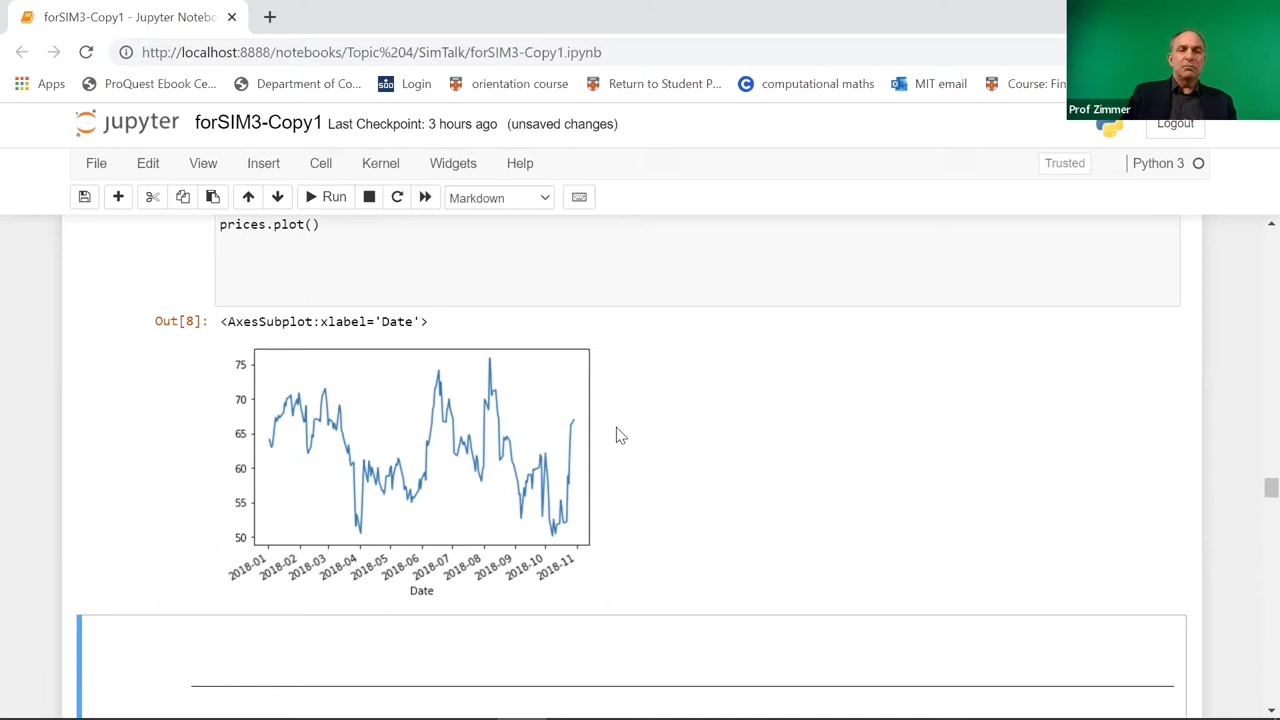 forSIM3-Copy1 - Jupyter Notebo
http://localhost:8888/notebooks/Topic%204/SimTalk/forSIM3-Copy1.ipynb
Apps ProQuest Ebook Ce... Department of Co... Login orientation course Return to Student P... computational maths MIT email Course: Fin
Prof Zimmer
jupyter forSIM3-Copy1 Last Checkpoint: 3 hours ago (unsaved changes) Logout
File Edit View Insert Cell Kernel Widgets Help Trusted Python 3
Run Markdown
prices.plot()
Out[8]: <AxesSubplot:xlabel='Date'>
75
70
65
60
55
50
2018-01 2018-02 2018-03 2018-04 2018-05 2018-06 2018-07 2018-08 2018-09 2018-10 2018-11
Date